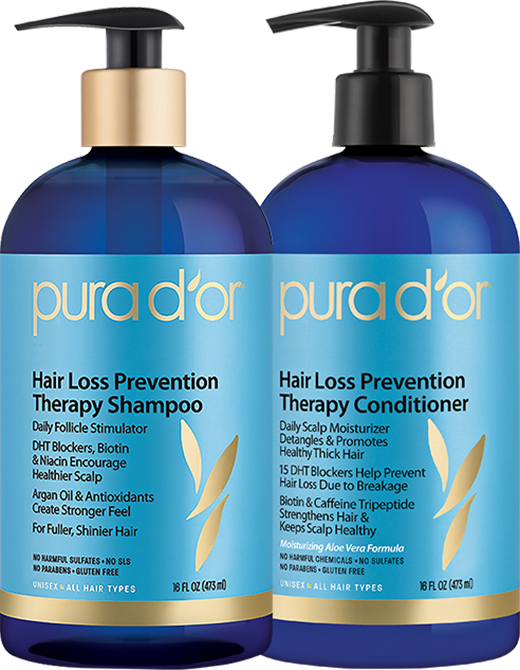 pura d'or
Hair Loss Prevention
Therapy Shampoo
Daily Follicle Stimulator
DHT Blockers, Biotin
& Niacin Encourage
Healthier Scalp
Argan Oil & Antioxidants
Create Stronger Feel
For Fuller, Shinier Hair
NO HARMFUL SULFATES • NO SLS
NO PARABENS • GLUTEN FREE
UNISEX ALL HAIR TYPES
16 FL OZ (473 ml)
pura d'or
Hair Loss Prevention
Therapy Conditioner
Daily Scalp Moisturizer
Detangles & Promotes
Healthy Thick Hair
15 DHT Blockers Help Prevent
Hair Loss Due to Breakage
Biotin & Caffeine Tripeptide
Strengthens Hair &
Keeps Scalp Healthy
Moisturizing Aloe Vera Formula
NO HARMFUL CHEMICALS • NO SULFATES
NO PARABENS • GLUTEN FREE
UNISEX ALL HAIR TYPES
16 FL OZ (473 ml)